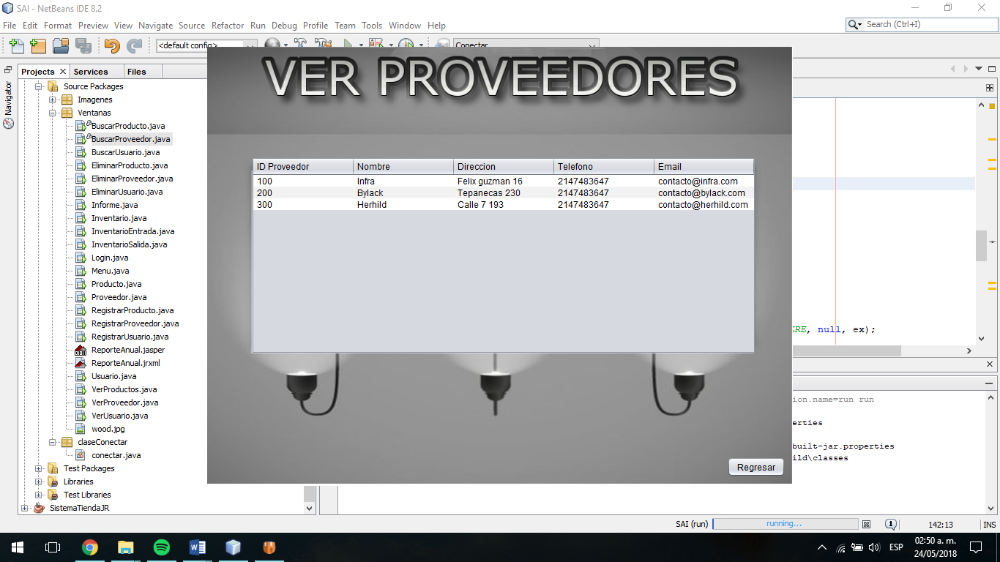 SAI - NetBeans IDE 8.2
File Edit Format Preview View Navigate Source Refactor Run Debug Profile Team Tools Window Help
Search (Ctrl+I)
<default config>
Conectar
Projects
Services
Files
Navigator
Source Packages
Imagenes
Ventanas
BuscarProducto.java
BuscarProveedor.java
BuscarUsuario.java
EliminarProducto.java
EliminarProveedor.java
EliminarUsuario.java
Informe.java
Inventario.java
InventarioEntrada.java
InventarioSalida.java
Login.java
Menu.java
Producto.java
Proveedor.java
RegistrarProducto.java
RegistrarProveedor.java
RegistrarUsuario.java
ReporteAnual.jasper
ReporteAnual.jrxml
Usuario.java
VerProductos.java
VerProveedor.java
VerUsuario.java
wood.jpg
claseConectar
conectar.java
Test Packages
Libraries
Test Libraries
SistemaTiendaJR
VER PROVEEDORES
ID Proveedor Nombre Direccion Telefono Email
100 Infra Felix guzman 16 2147483647 contacto@infra.com
200 Bylack Tepanecas 230 2147483647 contacto@bylack.com
300 Herhild Calle 7 193 2147483647 contacto@herhild.com
Regresar
ERE, null, ex);
ion.name=run run
erties
built-jar.properties
ild\classes
SAI (run)
running...
1
142:13
INS
ESP
02:50 a. m.
24/05/2018